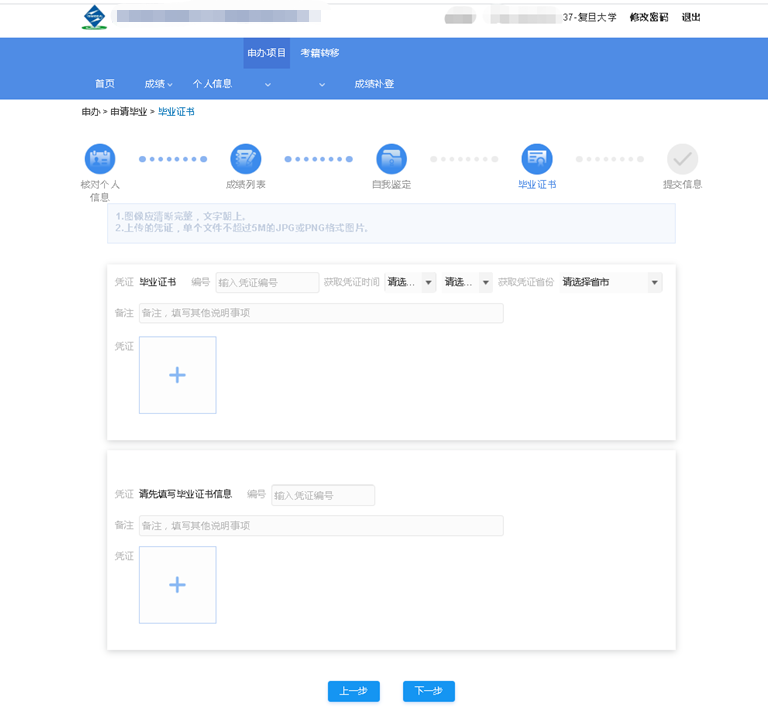 37-复旦大学 修改密码 退出
申办项目 考籍转移
首页 成绩 个人信息 成绩补登
申办 > 申请毕业 > 毕业证书
核对个人信息 成绩列表 自我鉴定 毕业证书 提交信息
1.图像应清晰完整，文字朝上。
2.上传的凭证，单个文件不超过5M的JPG或PNG格式图片。
凭证 毕业证书 编号 输入凭证编号 获取凭证时间 请选... 请选... 获取凭证省份 请选择省市
备注 备注，填写其他说明事项
凭证
凭证 请先填写毕业证书信息 编号 输入凭证编号
备注 备注，填写其他说明事项
凭证
上一步 下一步